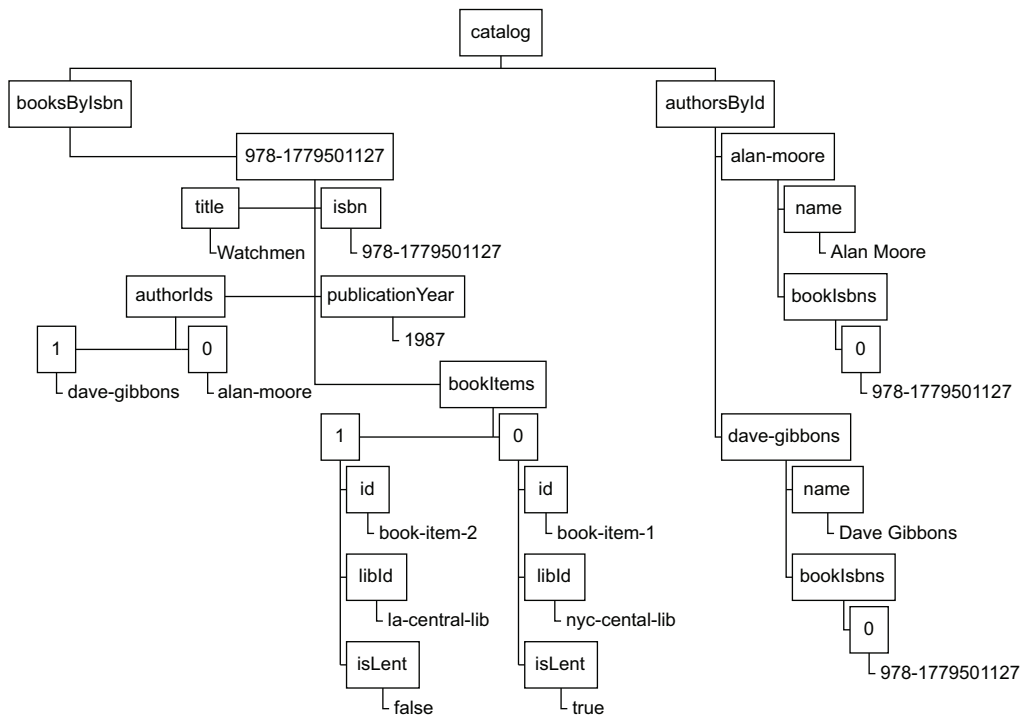 catalog
booksByIsbn
authorsById
978-1779501127
alan-moore
title
isbn
name
Watchmen
978-1779501127
Alan Moore
authorIds
publicationYear
bookIsbns
1
0
1987
0
dave-gibbons
alan-moore
bookItems
978-1779501127
1
0
dave-gibbons
id
id
name
book-item-2
book-item-1
Dave Gibbons
libId
libId
bookIsbns
la-central-lib
nyc-cental-lib
0
isLent
isLent
978-1779501127
false
true